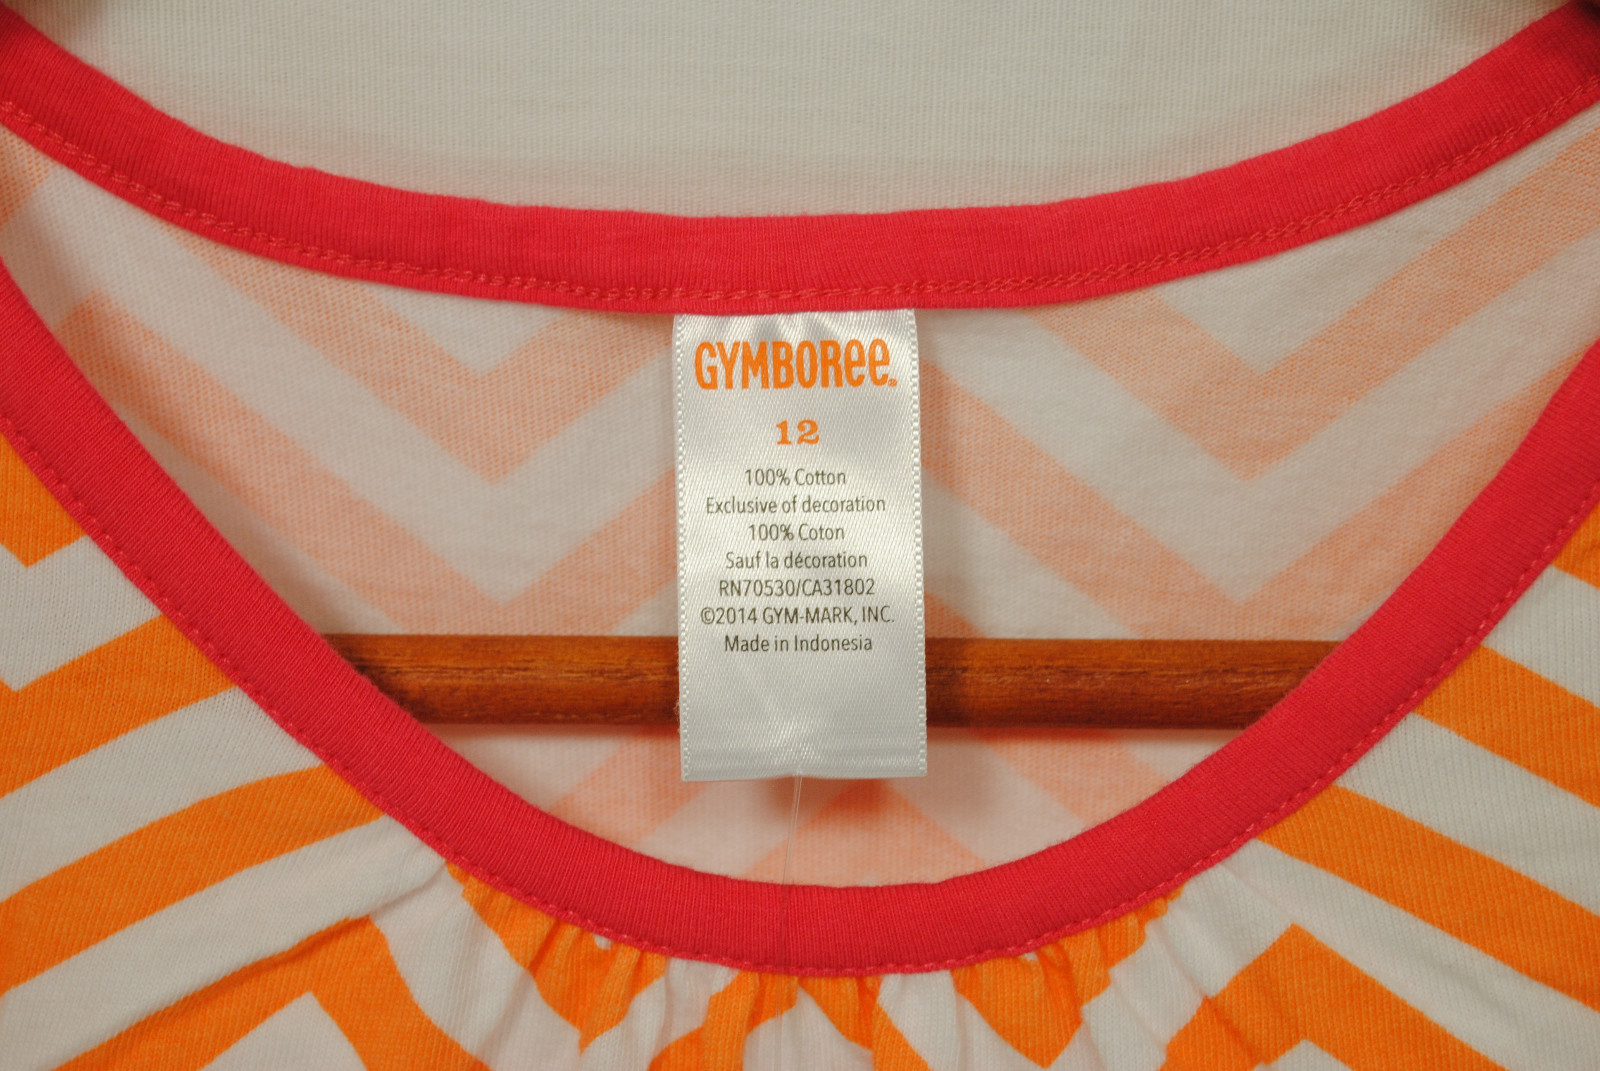 GYMBOREE®
12
100% Cotton
Exclusive of decoration
100% Coton
Sauf la décoration
RN70530/CA31802
©2014 GYM-MARK, INC.
Made in Indonesia